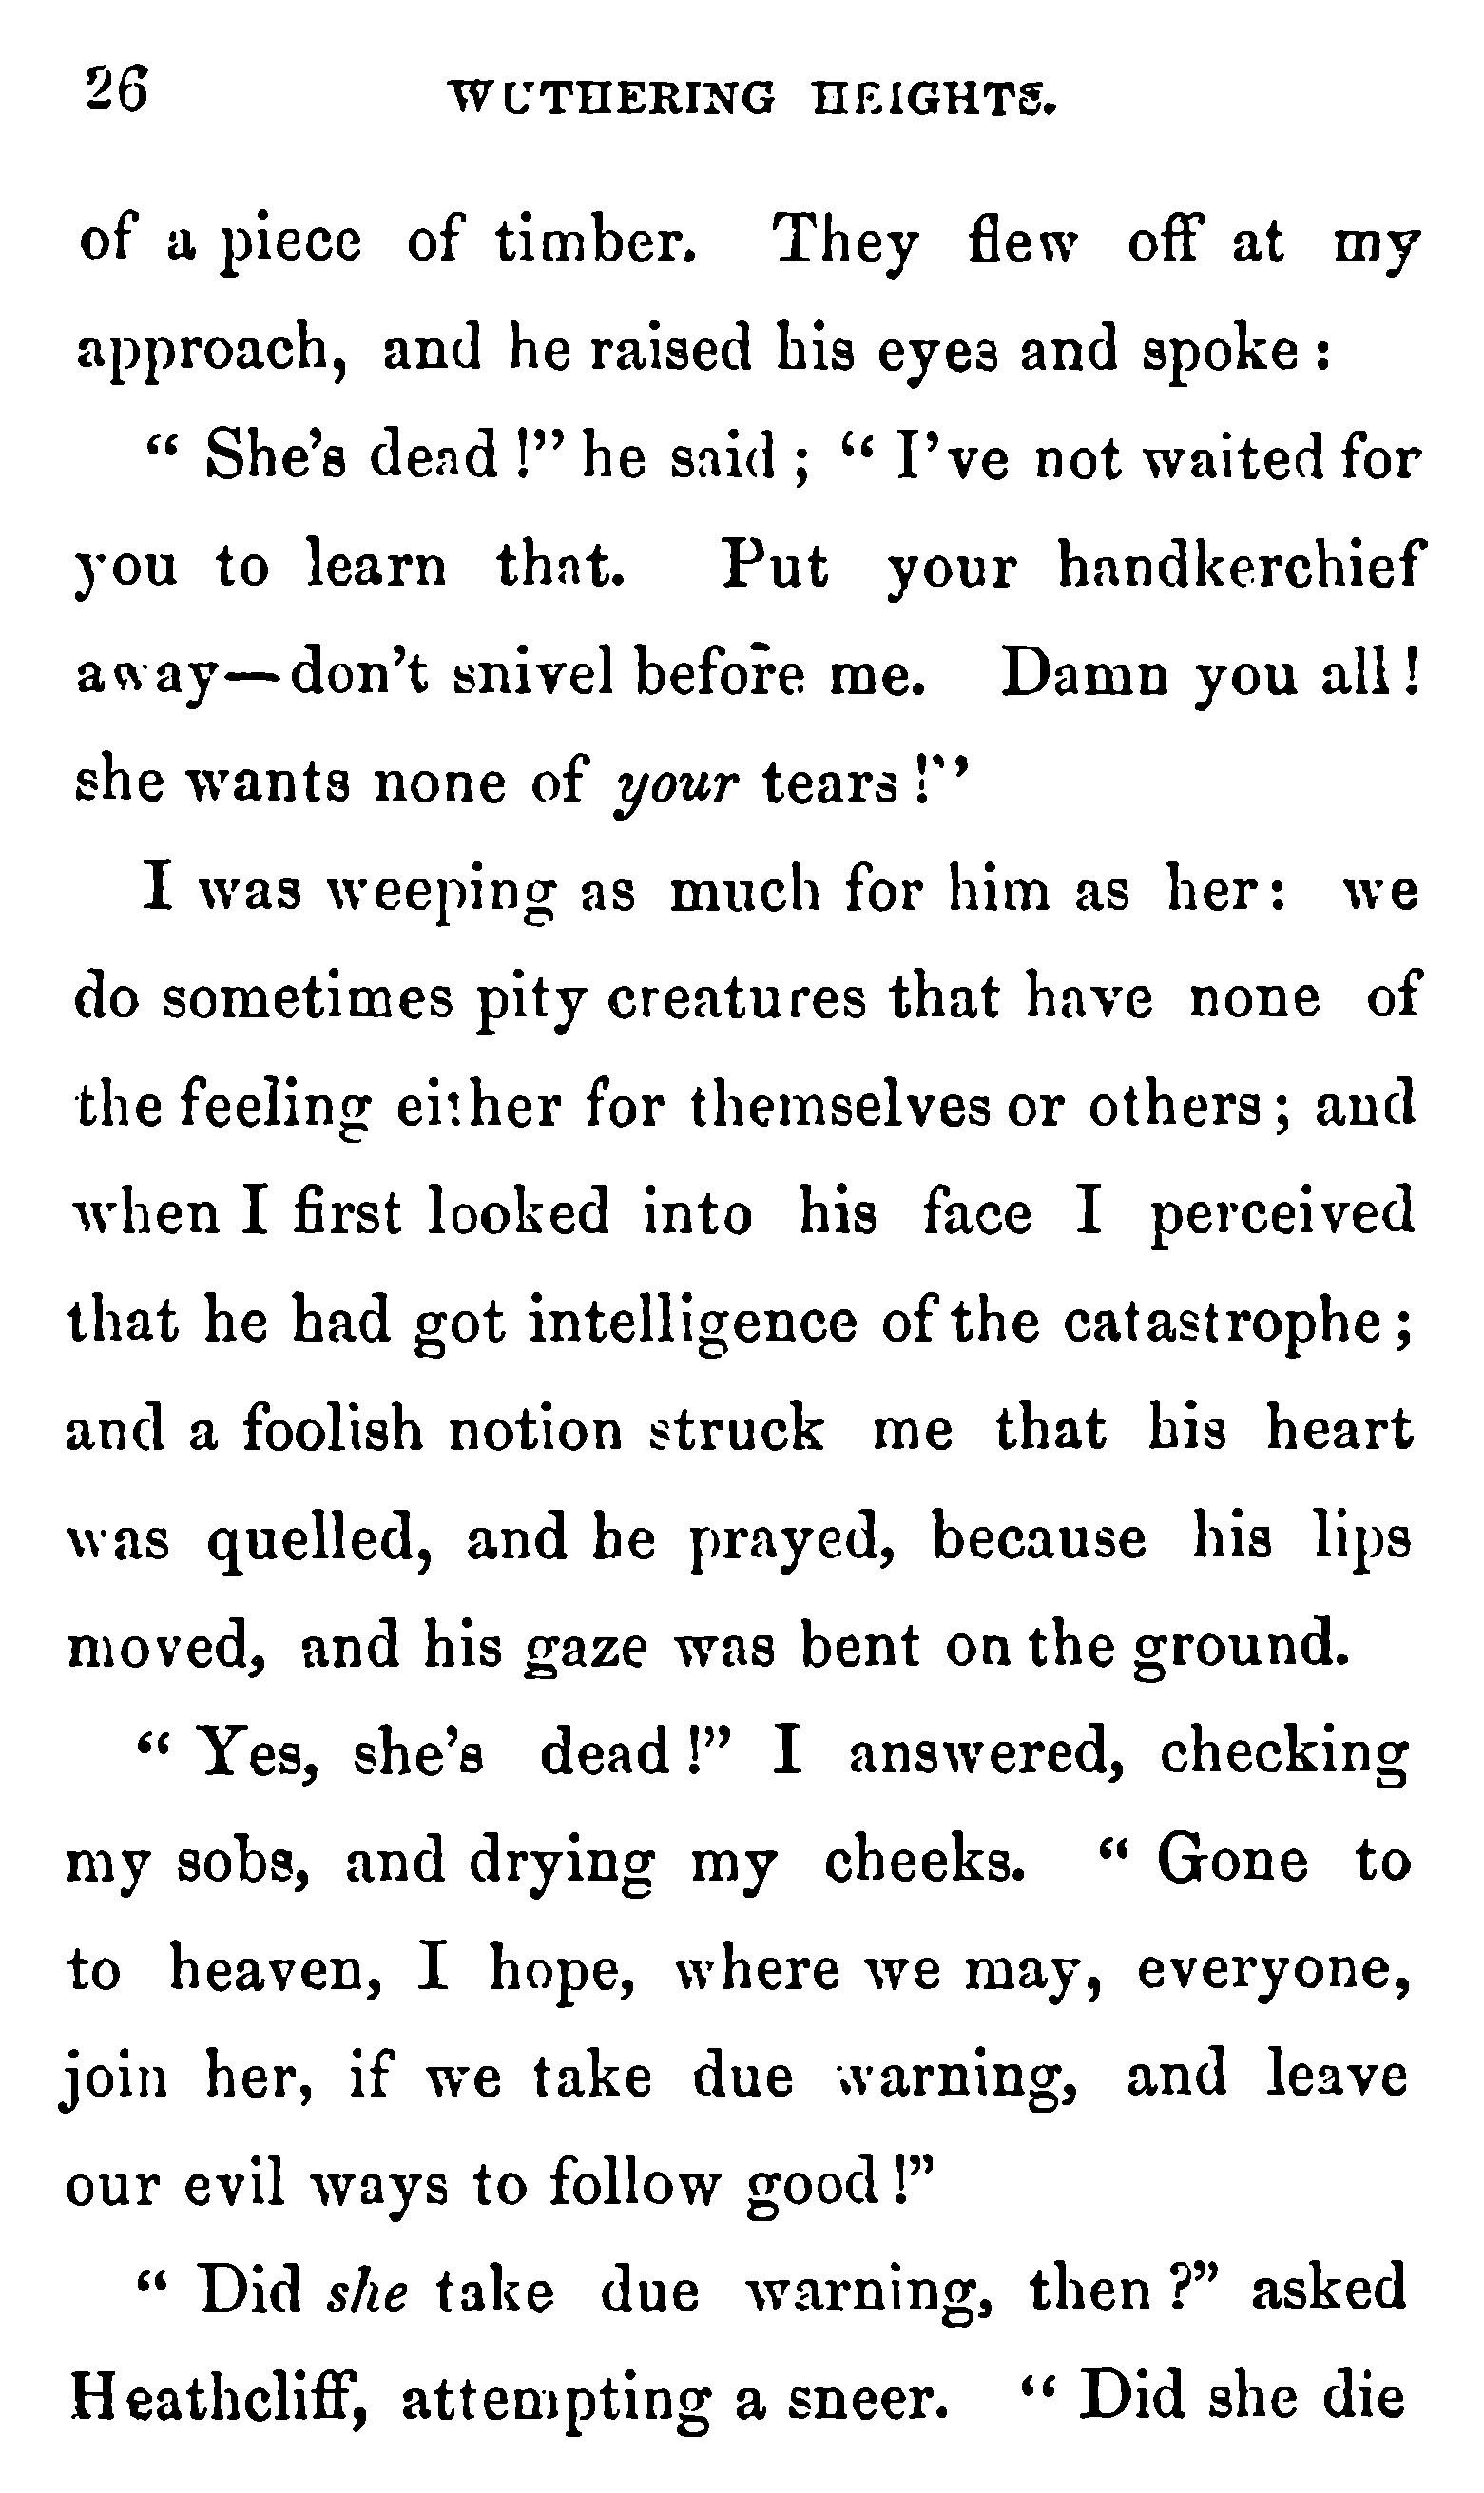 26 WUTHERING HEIGHTS.
of a piece of timber. They flew off at my
approach, and he raised his eyes and spoke :
“ She’s dead !” he said ; “ I’ve not waited for
you to learn that. Put your handkerchief
away—don’t snivel before me. Damn you all !
she wants none of your tears !”
I was weeping as much for him as her: we
do sometimes pity creatures that have none of
the feeling either for themselves or others; and
when I first looked into his face I perceived
that he had got intelligence of the catastrophe ;
and a foolish notion struck me that his heart
was quelled, and he prayed, because his lips
moved, and his gaze was bent on the ground.
“ Yes, she’s dead !” I answered, checking
my sobs, and drying my cheeks. “ Gone to
to heaven, I hope, where we may, everyone,
join her, if we take due warning, and leave
our evil ways to follow good !”
“ Did she take due warning, then ?” asked
Heathcliff, attempting a sneer. “ Did she die